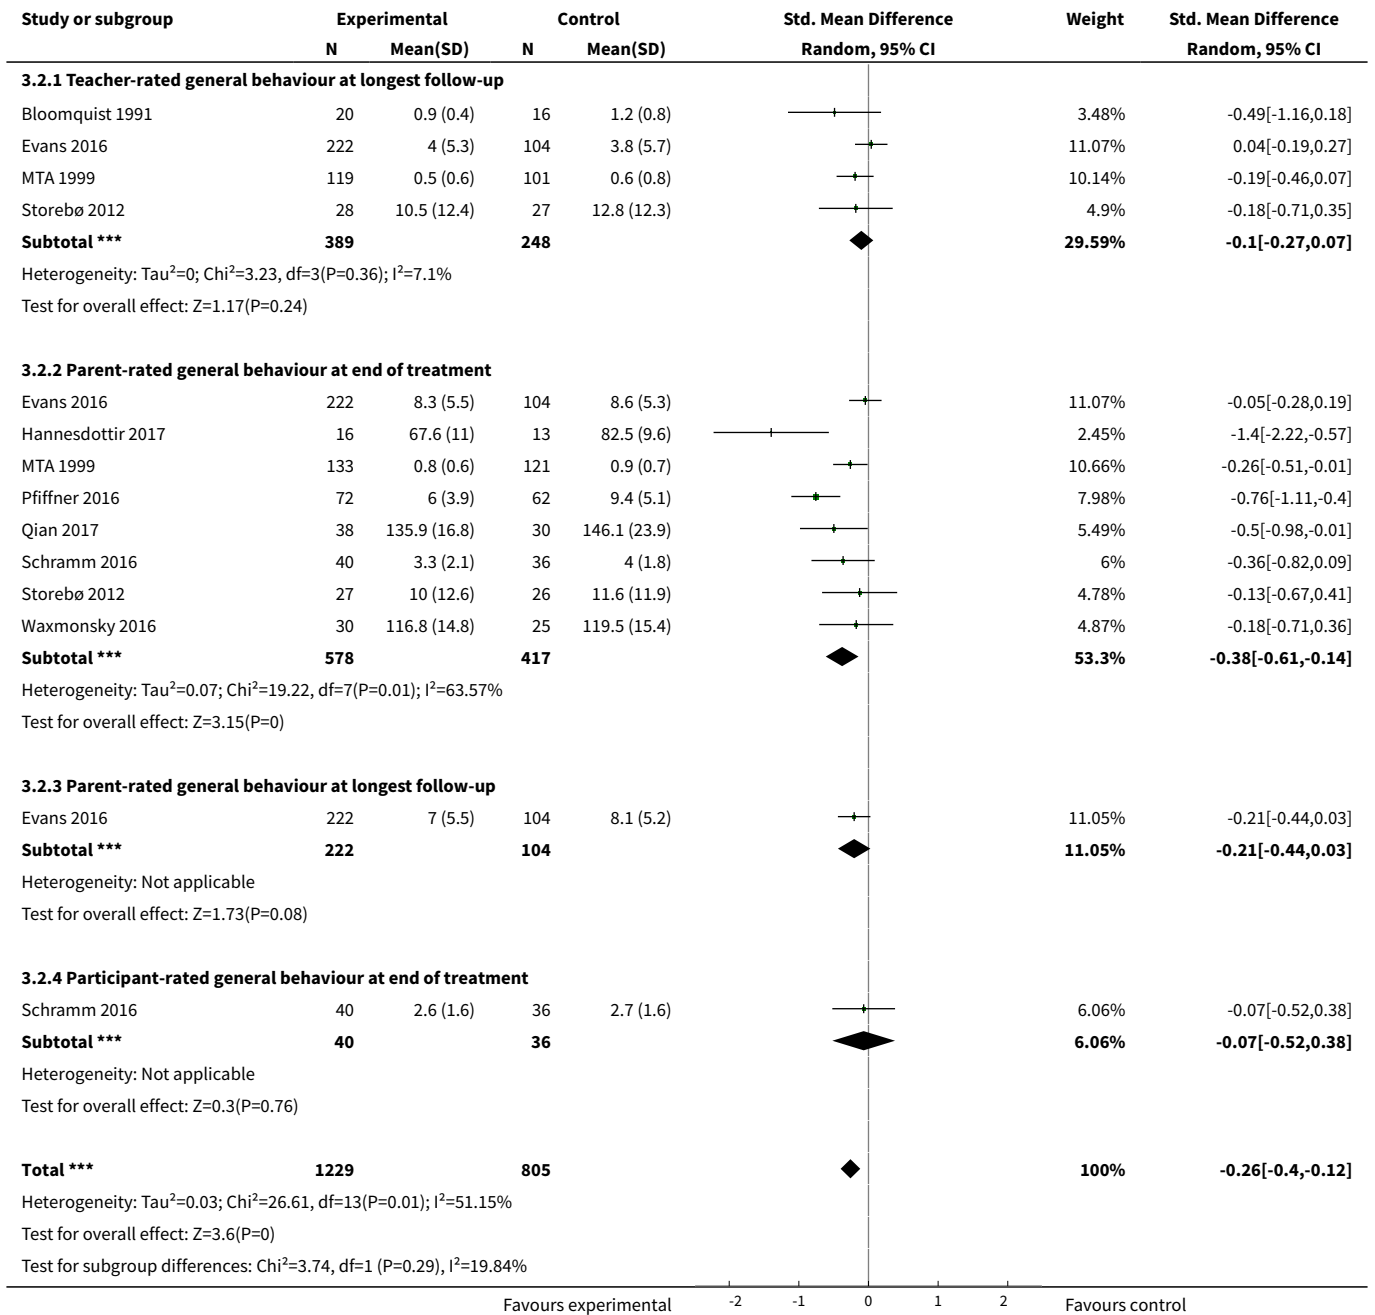 Study or subgroup Experimental Control Std. Mean Difference Weight Std. Mean Difference
N Mean(SD) N Mean(SD) Random, 95% CI Random, 95% CI
3.2.1 Teacher-rated general behaviour at longest follow-up
Bloomquist 1991 20 0.9 (0.4) 16 1.2 (0.8) 3.48% -0.49[-1.16,0.18]
Evans 2016 222 4 (5.3) 104 3.8 (5.7) 11.07% 0.04[-0.19,0.27]
MTA 1999 119 0.5 (0.6) 101 0.6 (0.8) 10.14% -0.19[-0.46,0.07]
Storebø 2012 28 10.5 (12.4) 27 12.8 (12.3) 4.9% -0.18[-0.71,0.35]
Subtotal *** 389 248 29.59% -0.1[-0.27,0.07]
Heterogeneity: Tau²=0; Chi²=3.23, df=3(P=0.36); I²=7.1%
Test for overall effect: Z=1.17(P=0.24)
3.2.2 Parent-rated general behaviour at end of treatment
Evans 2016 222 8.3 (5.5) 104 8.6 (5.3) 11.07% -0.05[-0.28,0.19]
Hannesdottir 2017 16 67.6 (11) 13 82.5 (9.6) 2.45% -1.4[-2.22,-0.57]
MTA 1999 133 0.8 (0.6) 121 0.9 (0.7) 10.66% -0.26[-0.51,-0.01]
Pfiffner 2016 72 6 (3.9) 62 9.4 (5.1) 7.98% -0.76[-1.11,-0.4]
Qian 2017 38 135.9 (16.8) 30 146.1 (23.9) 5.49% -0.5[-0.98,-0.01]
Schramm 2016 40 3.3 (2.1) 36 4 (1.8) 6% -0.36[-0.82,0.09]
Storebø 2012 27 10 (12.6) 26 11.6 (11.9) 4.78% -0.13[-0.67,0.41]
Waxmonsky 2016 30 116.8 (14.8) 25 119.5 (15.4) 4.87% -0.18[-0.71,0.36]
Subtotal *** 578 417 53.3% -0.38[-0.61,-0.14]
Heterogeneity: Tau²=0.07; Chi²=19.22, df=7(P=0.01); I²=63.57%
Test for overall effect: Z=3.15(P=0)
3.2.3 Parent-rated general behaviour at longest follow-up
Evans 2016 222 7 (5.5) 104 8.1 (5.2) 11.05% -0.21[-0.44,0.03]
Subtotal *** 222 104 11.05% -0.21[-0.44,0.03]
Heterogeneity: Not applicable
Test for overall effect: Z=1.73(P=0.08)
3.2.4 Participant-rated general behaviour at end of treatment
Schramm 2016 40 2.6 (1.6) 36 2.7 (1.6) 6.06% -0.07[-0.52,0.38]
Subtotal *** 40 36 6.06% -0.07[-0.52,0.38]
Heterogeneity: Not applicable
Test for overall effect: Z=0.3(P=0.76)
Total *** 1229 805 100% -0.26[-0.4,-0.12]
Heterogeneity: Tau²=0.03; Chi²=26.61, df=13(P=0.01); I²=51.15%
Test for overall effect: Z=3.6(P=0)
Test for subgroup differences: Chi²=3.74, df=1 (P=0.29), I²=19.84%
Favours experimental -2 -1 0 1 2 Favours control